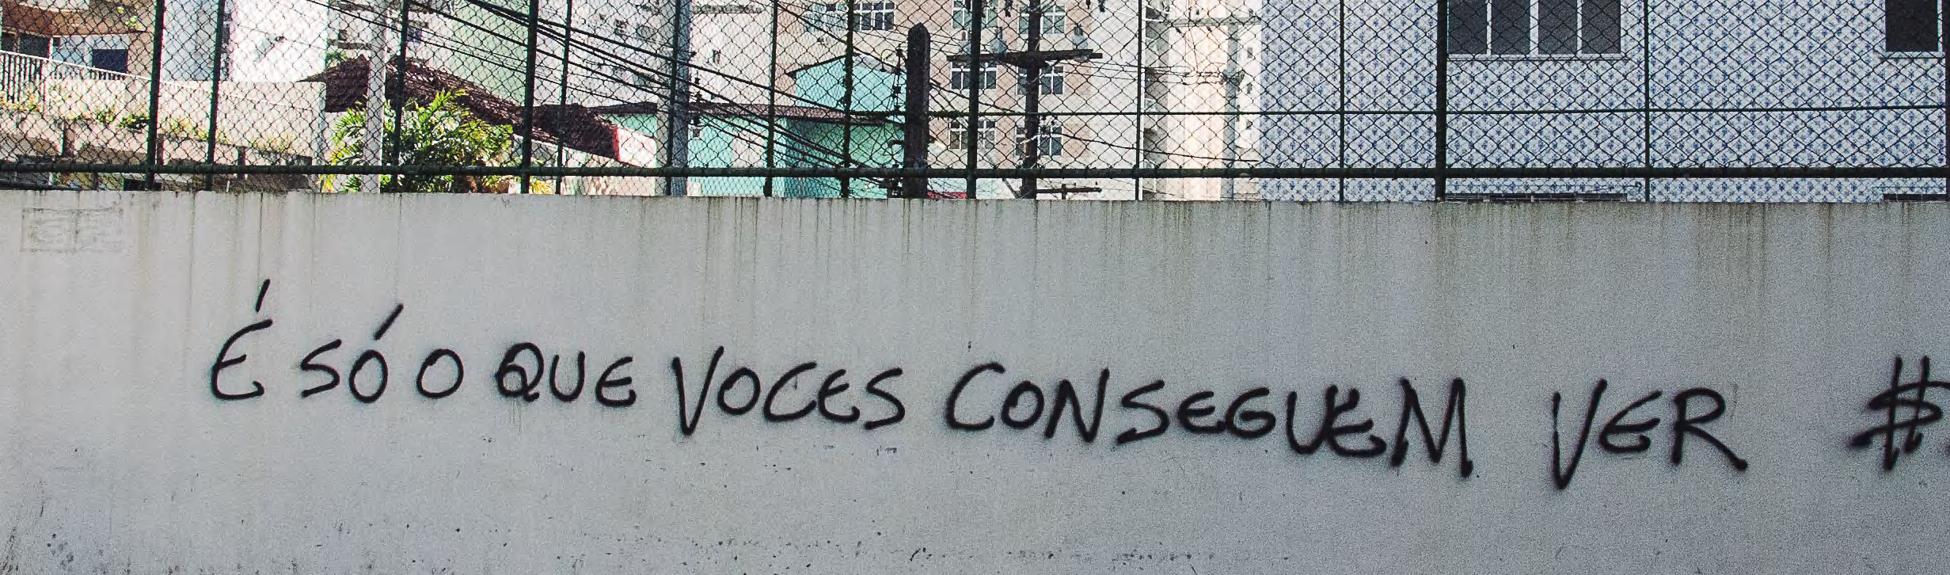 É SÓ O QUE VOCES CONSEGUEM VER #